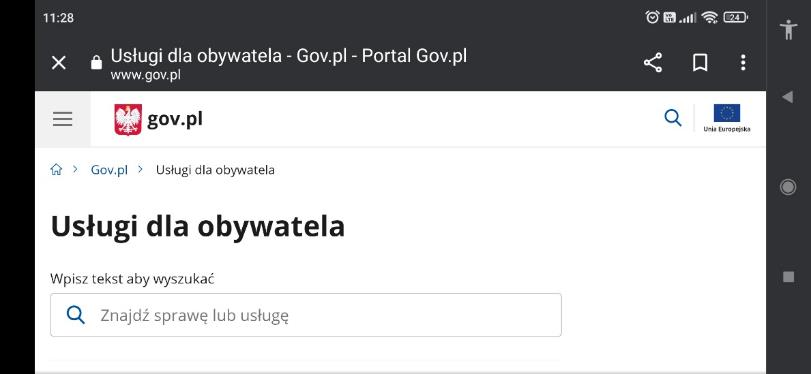 11:28
24
Usługi dla obywatela - Gov.pl - Portal Gov.pl
www.gov.pl
gov.pl
Unia Europejska
Gov.pl
Usługi dla obywatela
Usługi dla obywatela
Wpisz tekst aby wyszukać
Znajdź sprawę lub usługę